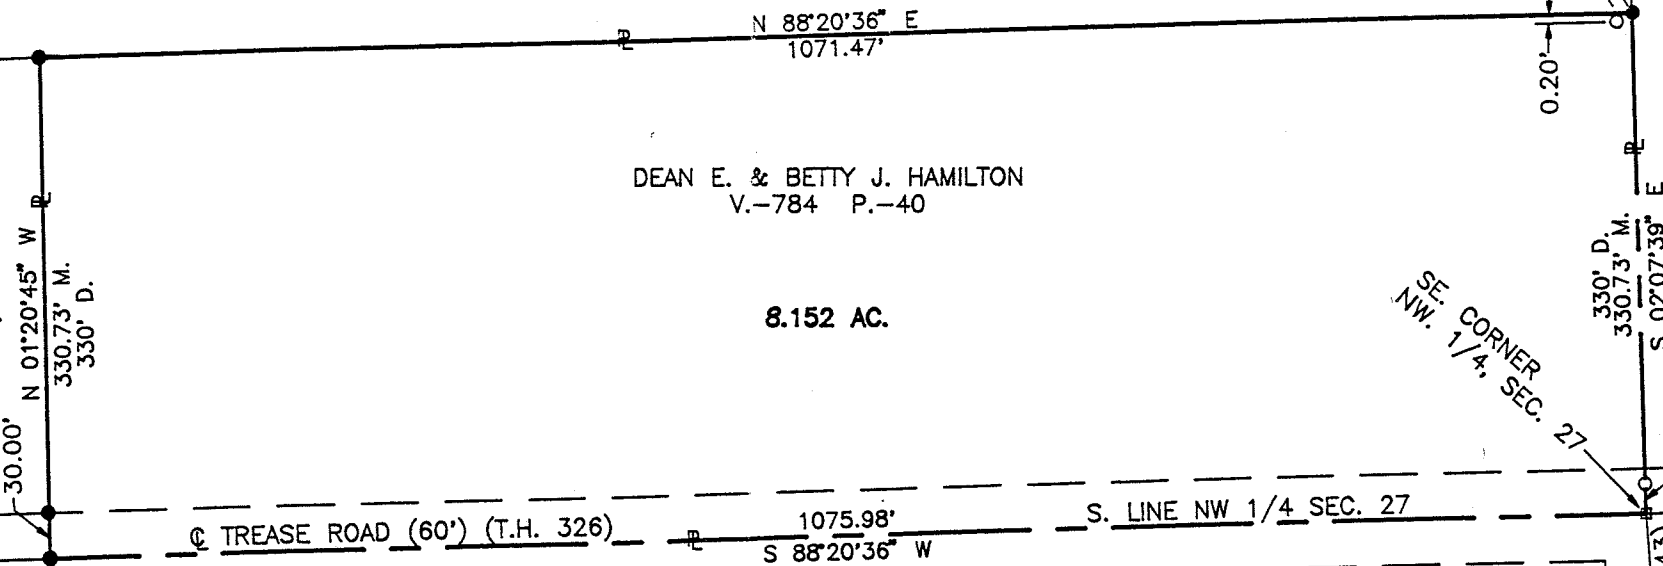 N 88°20'36" E
1071.47'
0.20'
DEAN E. & BETTY J. HAMILTON
V.-784 P.-40
8.152 AC.
N 01°20'45" W
330.73' M.
330' D.
30.00'
330' D.
330.73' M.
S 02°07'39" E
SE. CORNER
NW. 1/4, SEC. 27
℄ TREASE ROAD (60') (T.H. 326)
1075.98'
S 88°20'36" W
S. LINE NW 1/4 SEC. 27